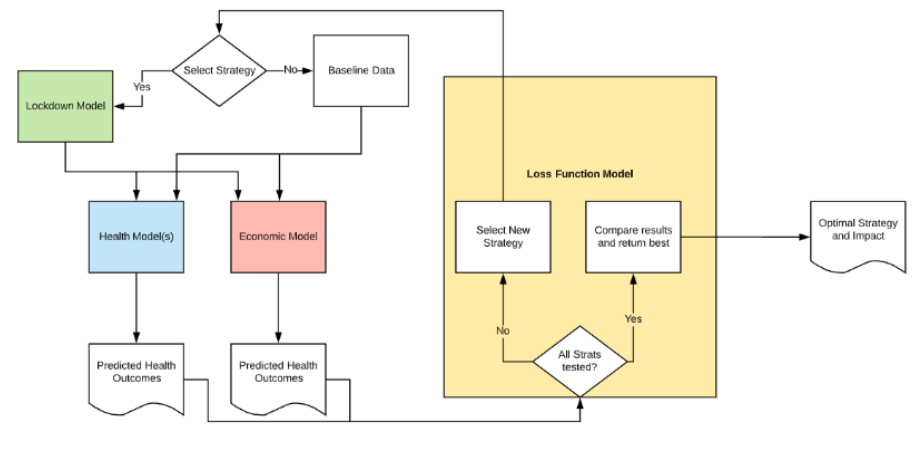 Select Strategy
No
Baseline Data
Yes
Lockdown Model
Loss Function Model
Health Model(s)
Economic Model
Select New
Strategy
Compare results
and return best
Optimal Strategy
and Impact
No
Yes
All Strats
tested?
Predicted Health
Outcomes
Predicted Health
Outcomes